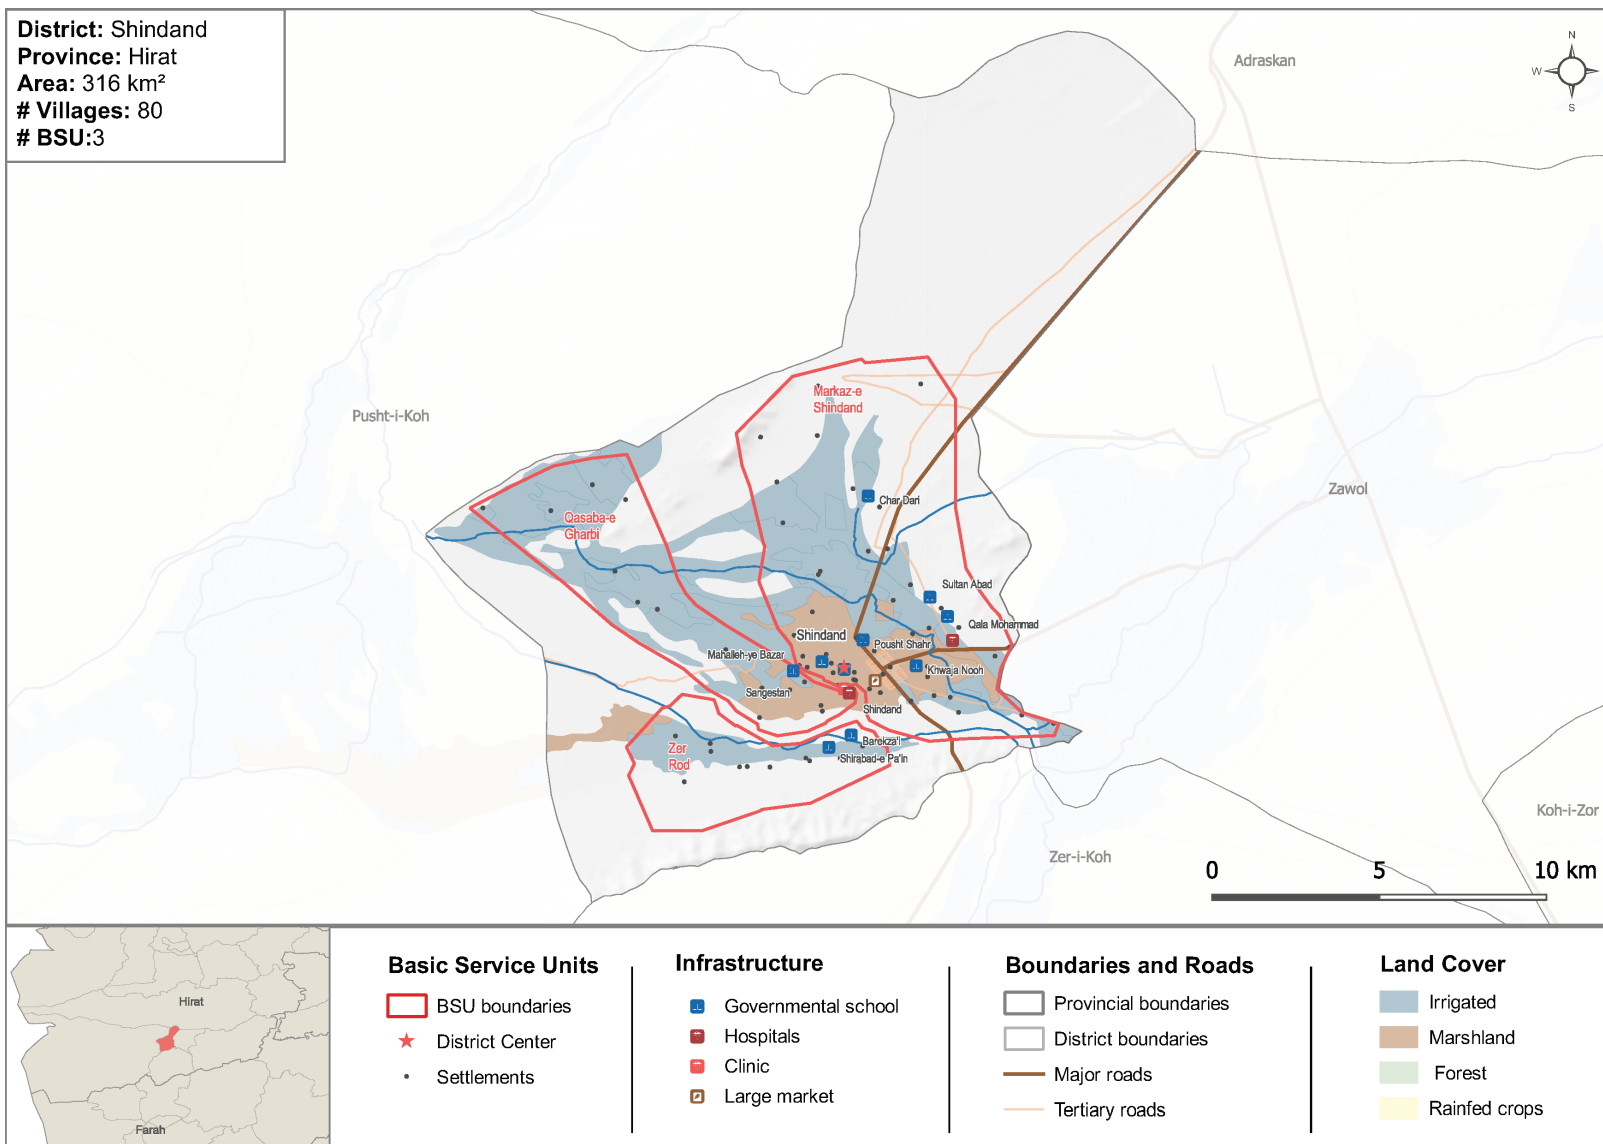 District: Shindand
Province: Hirat
Area: 316 km²
# Villages: 80
# BSU:3
Adraskan
N
W
S
Markaz-e
Shindand
Pusht-i-Koh
Zawol
Char Dari
Qasaba-e
Gharbi
Sultan Abad
Qala Mohammad
Shindand
Pousht Shahr
Mahalleh-ye Bazar
Khwaja Nooh
Sangestan
Shindand
Zer
Rod
Barekza'i
Shirabad-e Pa'in
Koh-i-Zor
Zer-i-Koh
0 5 10 km
Hirat
Farah
Basic Service Units
BSU boundaries
District Center
Settlements
Infrastructure
Governmental school
Hospitals
Clinic
Large market
Boundaries and Roads
Provincial boundaries
District boundaries
Major roads
Tertiary roads
Land Cover
Irrigated
Marshland
Forest
Rainfed crops